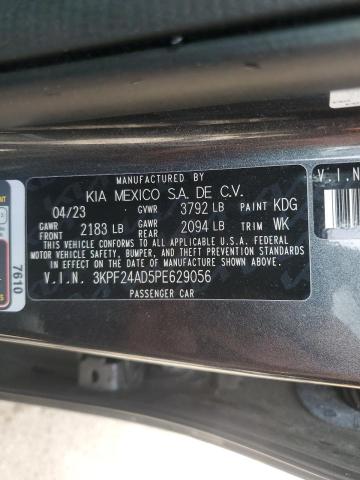 MANUFACTURED BY
KIA MEXICO S.A. DE C.V.
04/23 GVWR 3792 LB PAINT KDG
GAWR FRONT 2183 LB GAWR REAR 2094 LB TRIM WK
THIS VEHICLE CONFORMS TO ALL APPLICABLE U.S. FEDERAL
MOTOR VEHICLE SAFETY, BUMPER, AND THEFT PREVENTION
STANDARDS IN EFFECT ON THE DATE OF MANUFACTURE SHOWN ABOVE.
V.I.N. 3KPF24AD5PE629056
PASSENGER CAR
7610
V.I.N